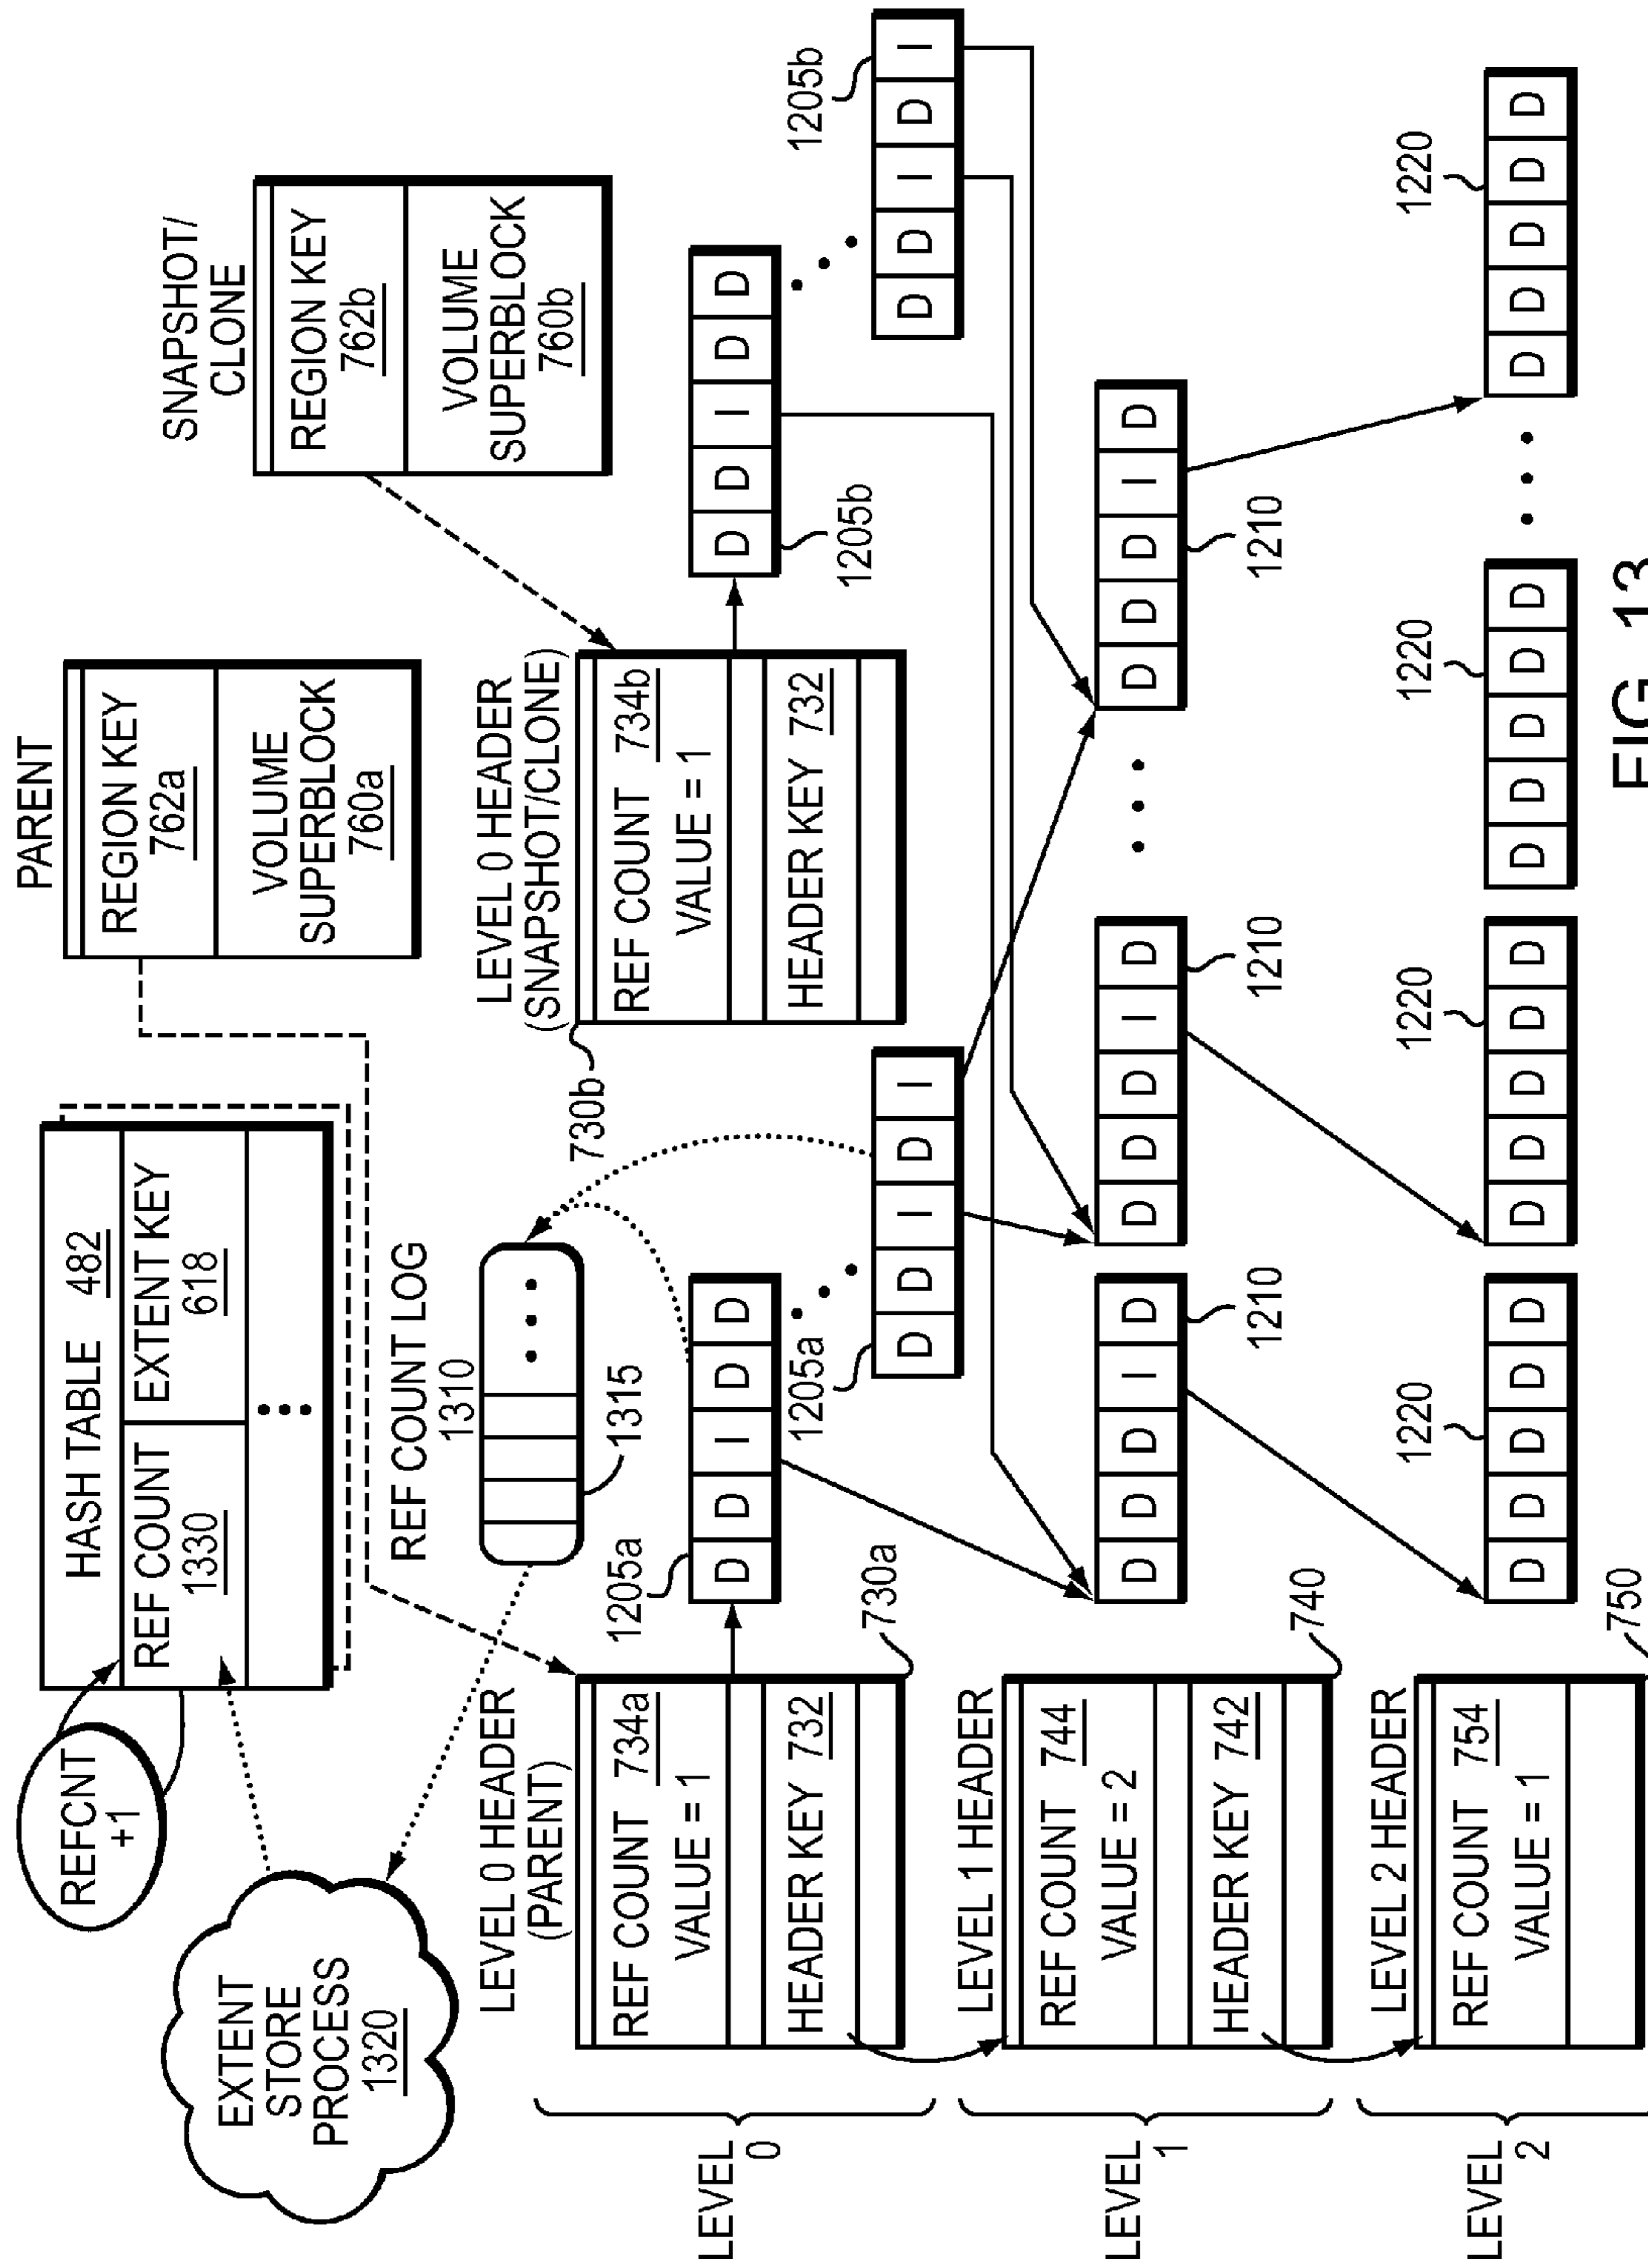 EXTENT
STORE
PROCESS
1320
REFCNT
+1
HASH TABLE 482
REF COUNT
1330
EXTENT KEY
618
REF COUNT LOG
1310
1315
PARENT
REGION KEY
762a
VOLUME
SUPERBLOCK
760a
SNAPSHOT/
CLONE
REGION KEY
762b
VOLUME
SUPERBLOCK
760b
LEVEL
0
LEVEL 0 HEADER
(PARENT)
REF COUNT 734a
VALUE = 1
HEADER KEY 732
730a
1205a
D D I D D
1205a
D D I D I
730b
LEVEL 0 HEADER
(SNAPSHOT/CLONE)
REF COUNT 734b
VALUE = 1
HEADER KEY 732
D D I D D
1205b
1205b
D D I D I
LEVEL
1
LEVEL 1 HEADER
REF COUNT 744
VALUE = 2
HEADER KEY 742
740
D D D I D
1210
D D D I D
1210
D D D I D
1210
LEVEL
2
LEVEL 2 HEADER
REF COUNT 754
VALUE = 1
750
1220
D D D D D
1220
D D D D D
1220
D D D D D
1220
D D D D D
FIG. 13